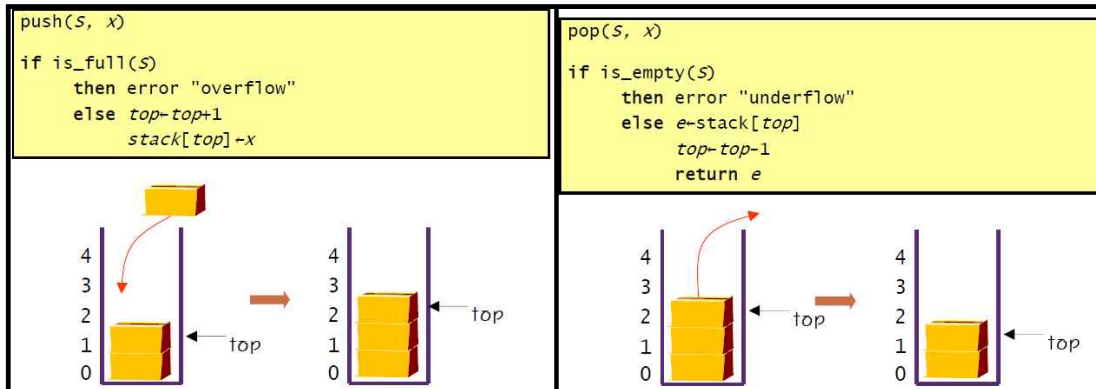 push(S, x)
if is_full(S)
then error "overflow"
else top←top+1
stack[top]←x
4
3
2
1
0
top
4
3
2
1
0
top
pop(S, x)
if is_empty(S)
then error "underflow"
else e←stack[top]
top←top-1
return e
4
3
2
1
0
top
4
3
2
1
0
top